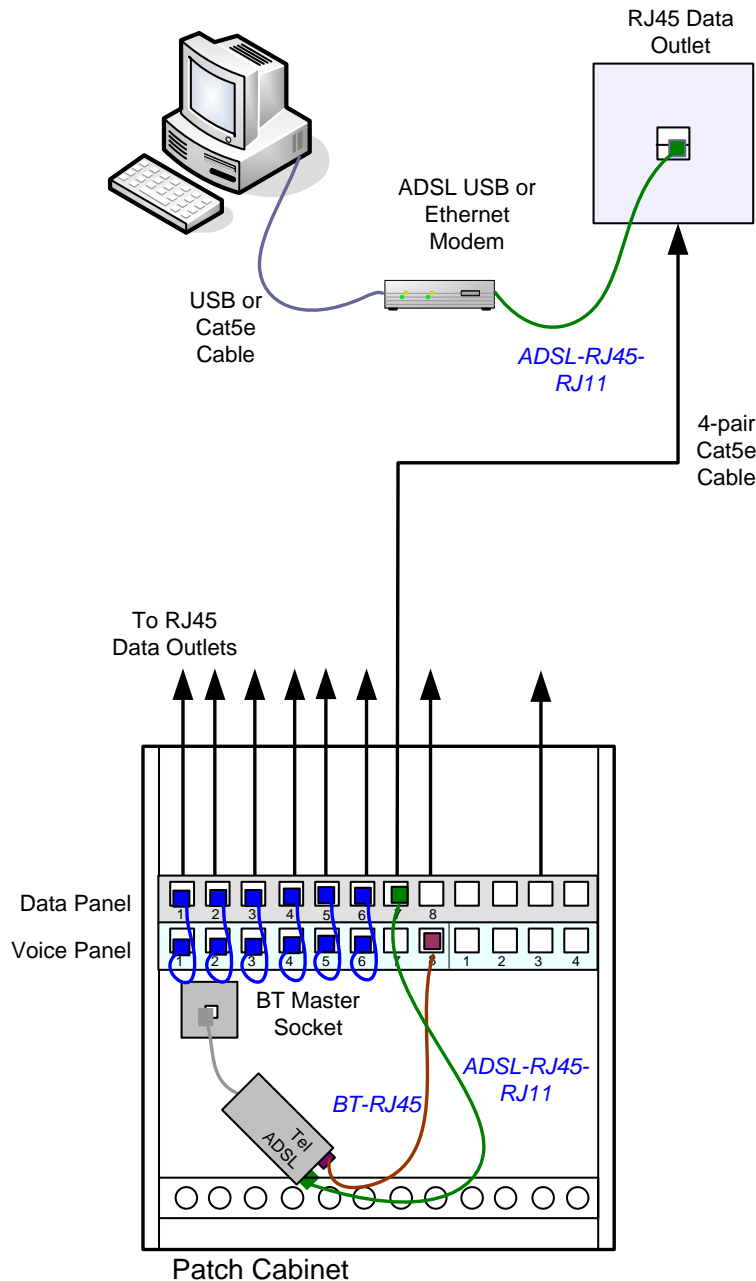 RJ45 Data
Outlet
ADSL USB or
Ethernet
Modem
USB or
Cat5e
Cable
ADSL-RJ45-
RJ11
4-pair
Cat5e
Cable
To RJ45
Data Outlets
Data Panel
1 2 3 4 5 6 7 8
Voice Panel
1 2 3 4 5 6 7 8 1 2 3 4
BT Master
Socket
ADSL-RJ45-
RJ11
BT-RJ45
Tel
ADSL
Patch Cabinet